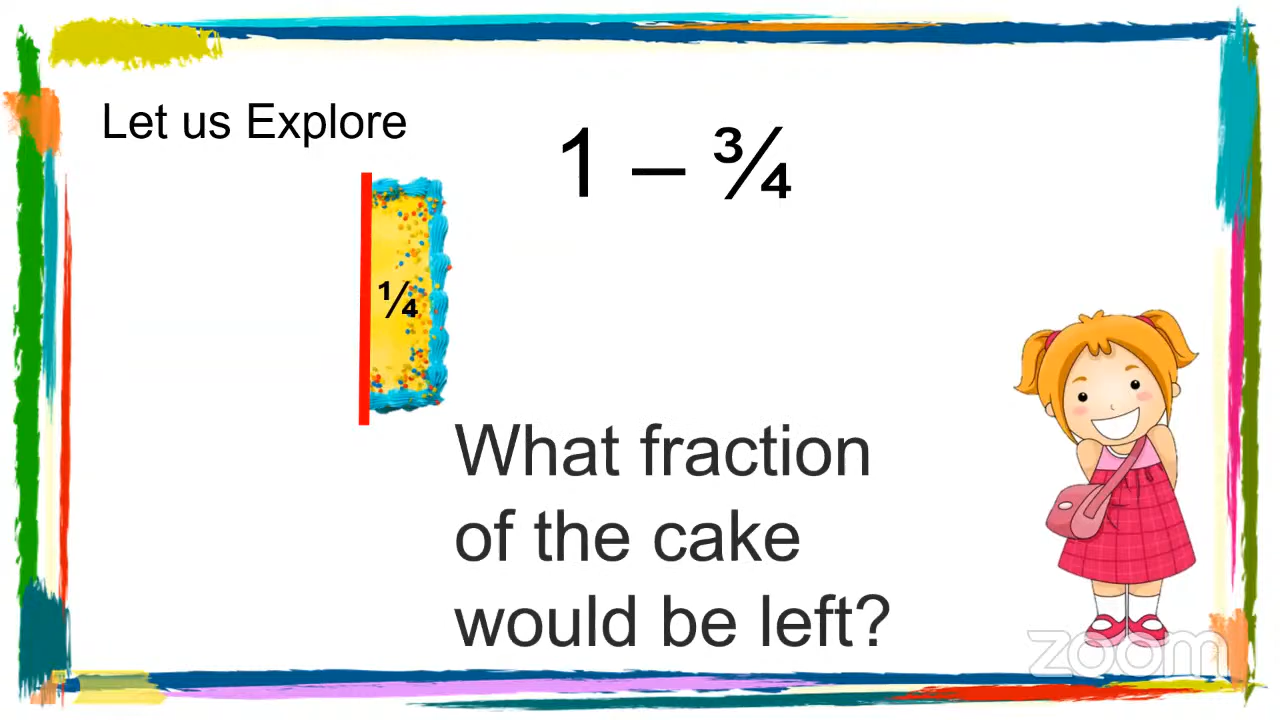 Let us Explore
1 – ¾
¼
What fraction
of the cake
would be left?
zoom